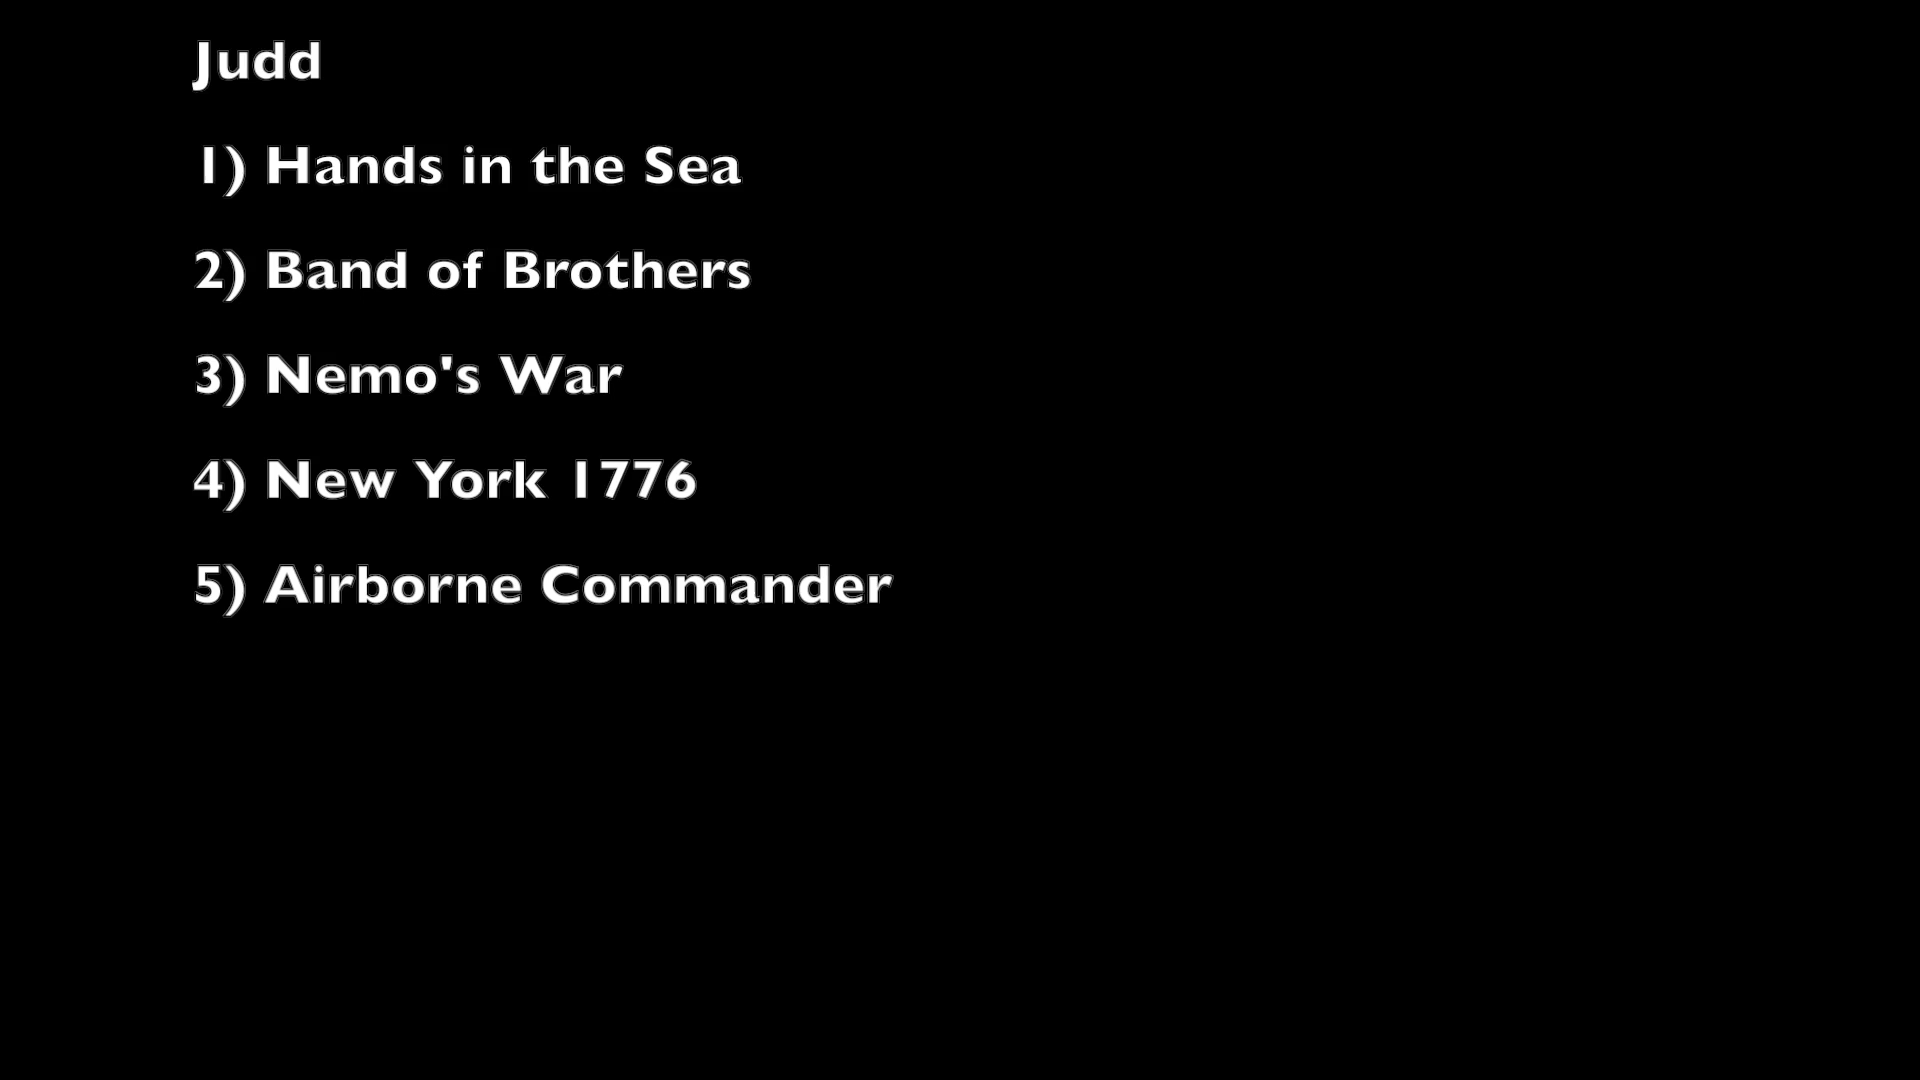 Judd
1) Hands in the Sea
2) Band of Brothers
3) Nemo's War
4) New York 1776
5) Airborne Commander